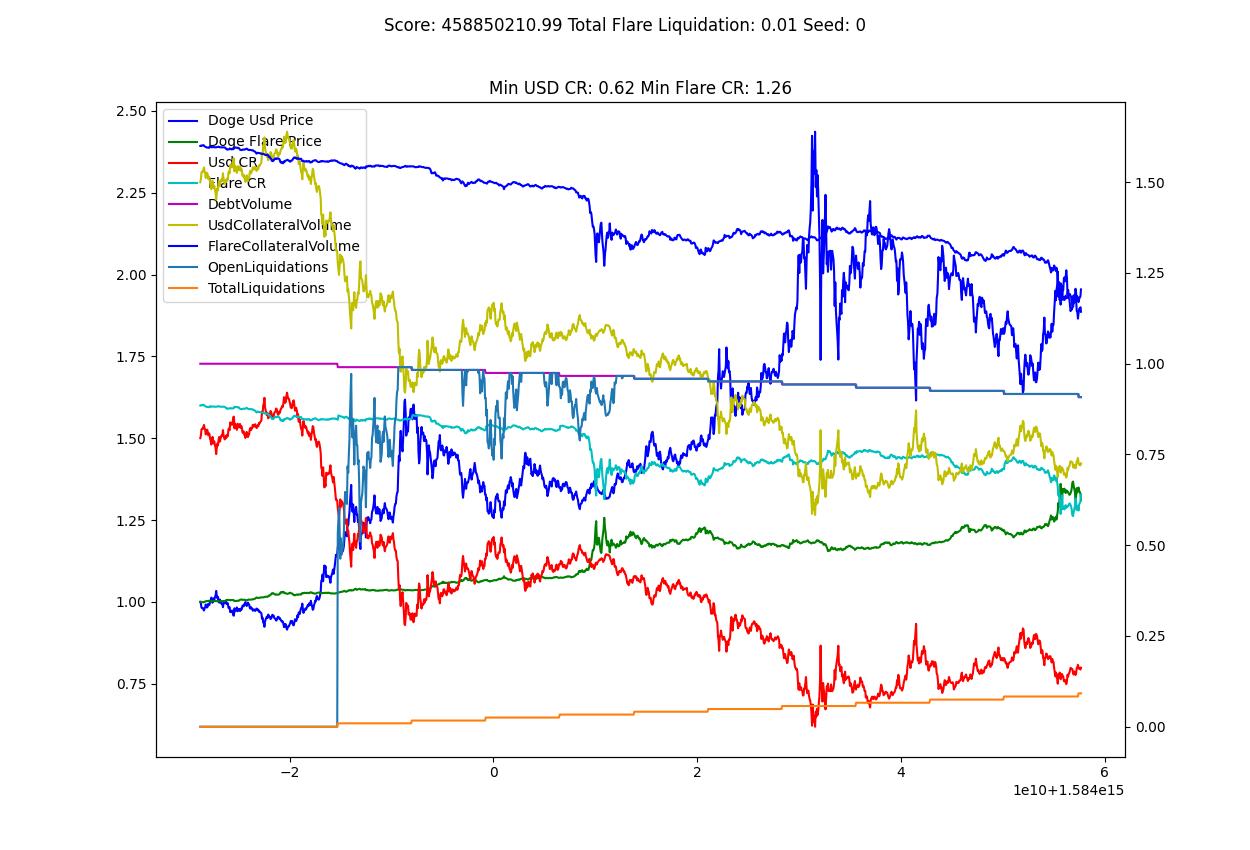 Score: 458850210.99 Total Flare Liquidation: 0.01 Seed: 0
Min USD CR: 0.62 Min Flare CR: 1.26
Doge Usd Price
Doge Flare Price
Usd CR
Flare CR
DebtVolume
UsdCollateralVolume
FlareCollateralVolume
OpenLiquidations
TotalLiquidations
2.50
2.25
2.00
1.75
1.50
1.25
1.00
0.75
1.50
1.25
1.00
0.75
0.50
0.25
0.00
−2
0
2
4
6
1e10+1.584e15